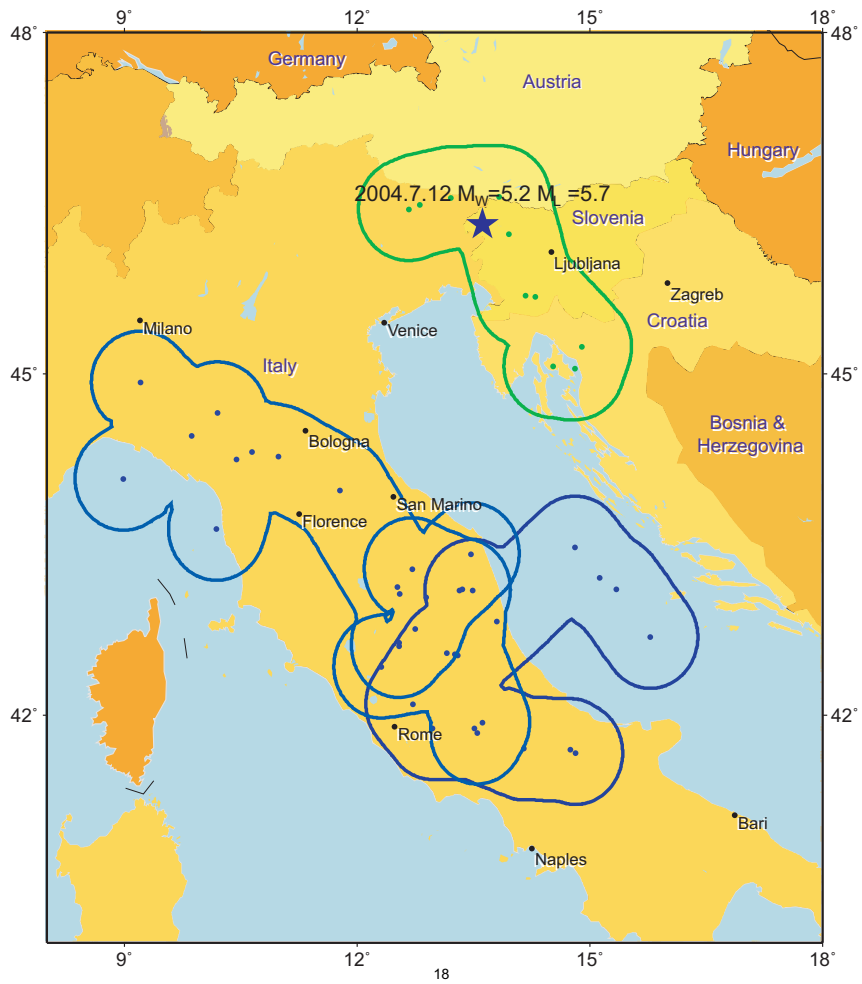 9° 12° 15° 18°
48° 48°
Germany
Austria
Hungary
2004.7.12 M_W=5.2 M_L=5.7
Slovenia
Ljubljana
Zagreb
Milano
Venice
Croatia
Italy
45° 45°
Bologna
Bosnia &
Herzegovina
San Marino
Florence
42° 42°
Rome
Bari
Naples
9° 12° 15° 18°
18